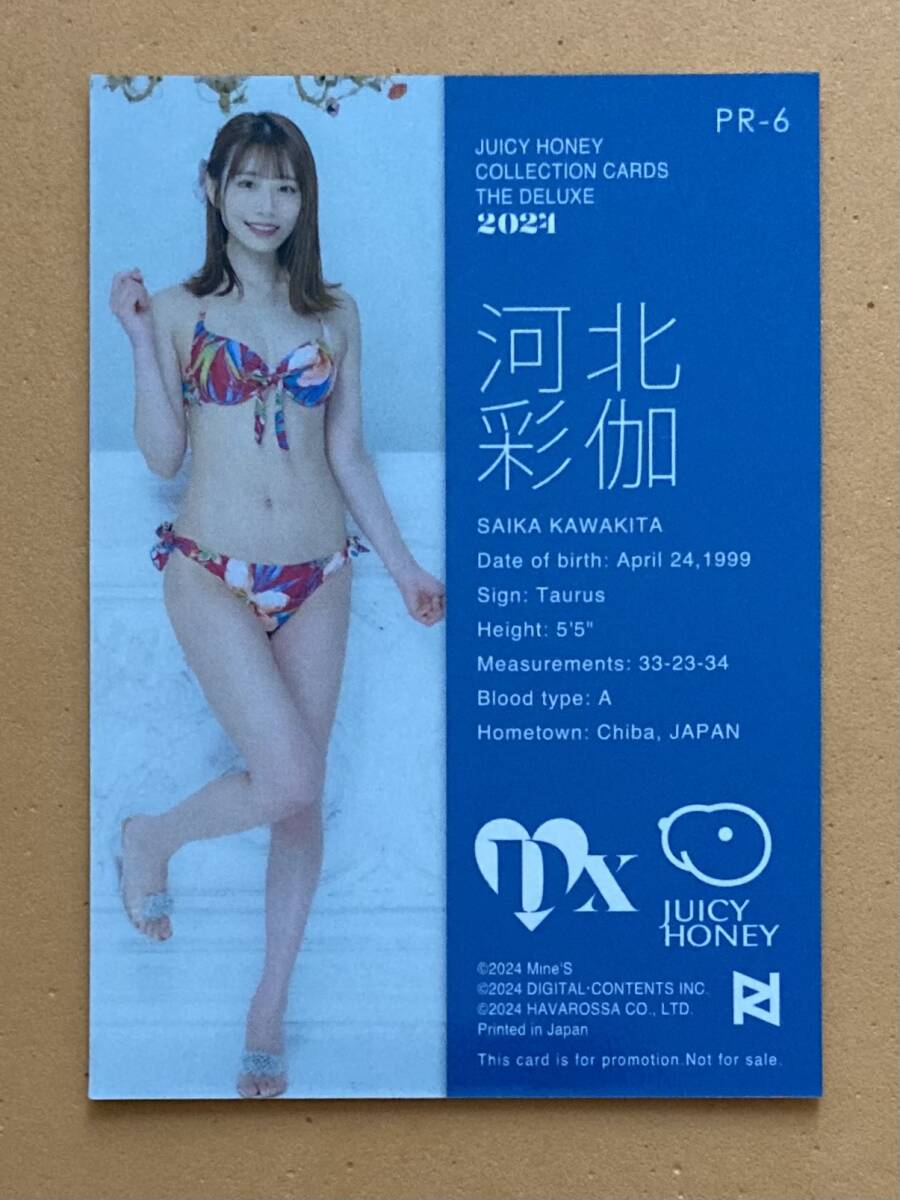 PR-6
JUICY HONEY
COLLECTION CARDS
THE DELUXE
2024
河北
彩伽
SAIKA KAWAKITA
Date of birth: April 24,1999
Sign: Taurus
Height: 5'5"
Measurements: 33-23-34
Blood type: A
Hometown: Chiba, JAPAN
DX
JUICY
HONEY
©2024 Mine'S
©2024 DIGITAL-CONTENTS INC.
©2024 HAVAROSSA CO., LTD.
Printed in Japan
This card is for promotion.Not for sale.